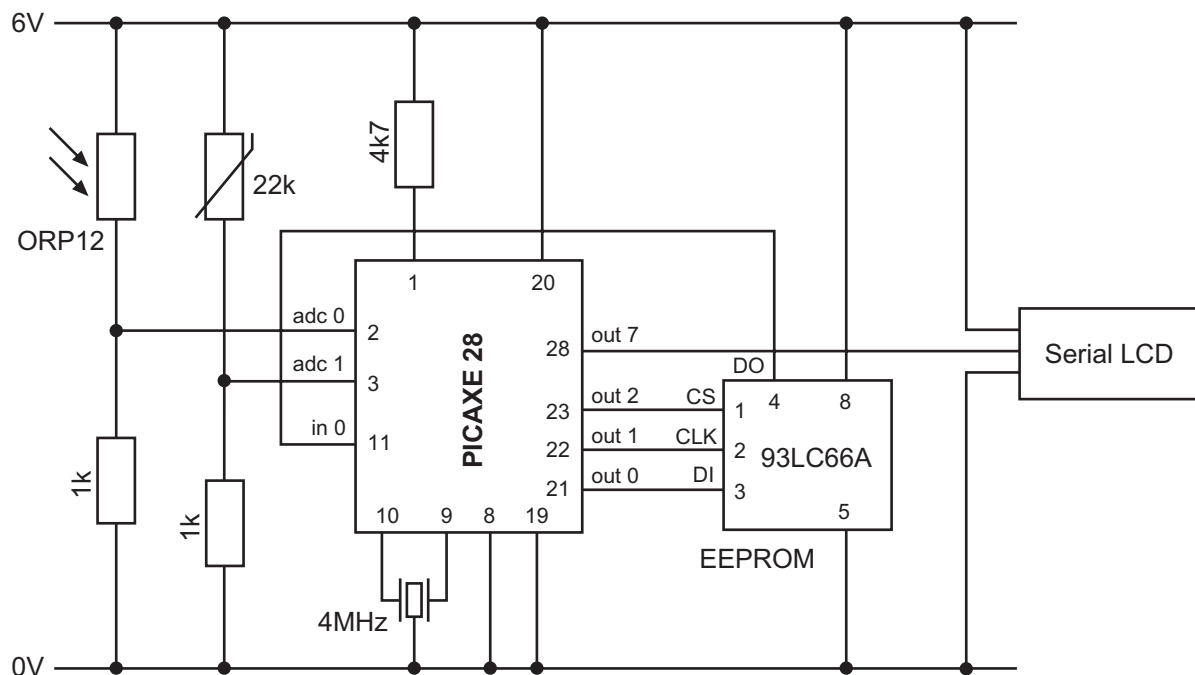 6V
4k7
22k
ORP12
1
20
adc 0
2
out 7
28
Serial LCD
adc 1
3
DO
4
8
out 2
CS
23
1
in 0
11
PICAXE 28
out 1
CLK
22
2
93LC66A
1k
out 0
DI
21
3
1k
10
9
8
19
5
EEPROM
4MHz
0V